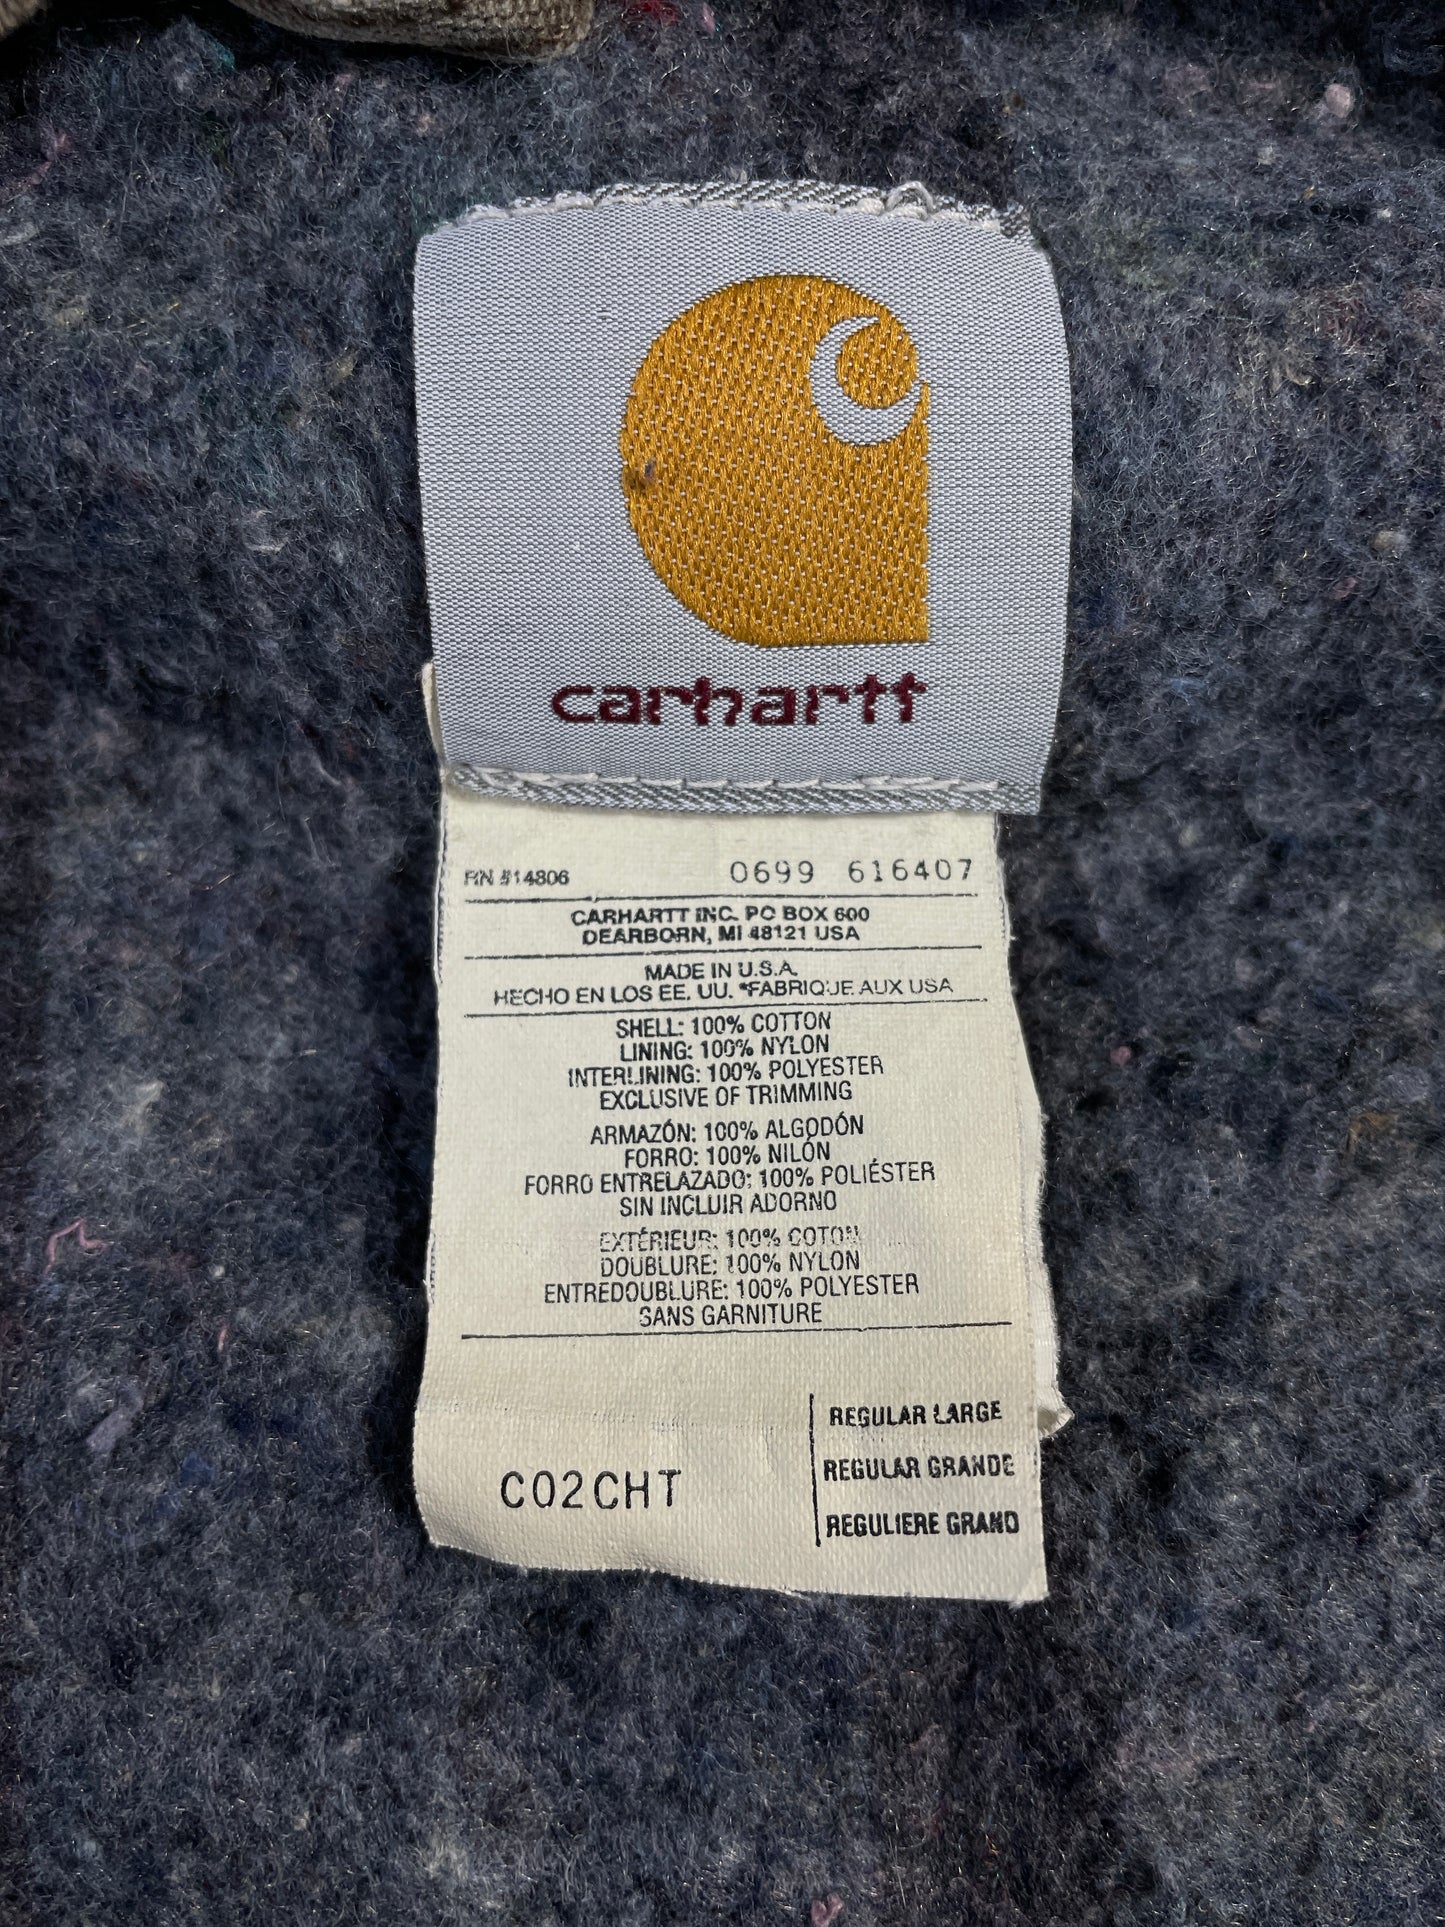 carhartt
RN #14806 0699 616407
CARHARTT INC. PO BOX 600
DEARBORN, MI 48121 USA
MADE IN U.S.A.
HECHO EN LOS EE. UU. *FABRIQUE AUX USA
SHELL: 100% COTTON
LINING: 100% NYLON
INTERLINING: 100% POLYESTER
EXCLUSIVE OF TRIMMING
ARMAZÓN: 100% ALGODÓN
FORRO: 100% NILÓN
FORRO ENTRELAZADO: 100% POLIÉSTER
SIN INCLUIR ADORNO
EXTÉRIEUR: 100% COTON
DOUBLURE: 100% NYLON
ENTREDOUBLURE: 100% POLYESTER
SANS GARNITURE
REGULAR LARGE
C02CHT REGULAR GRANDE
REGULIERE GRAND